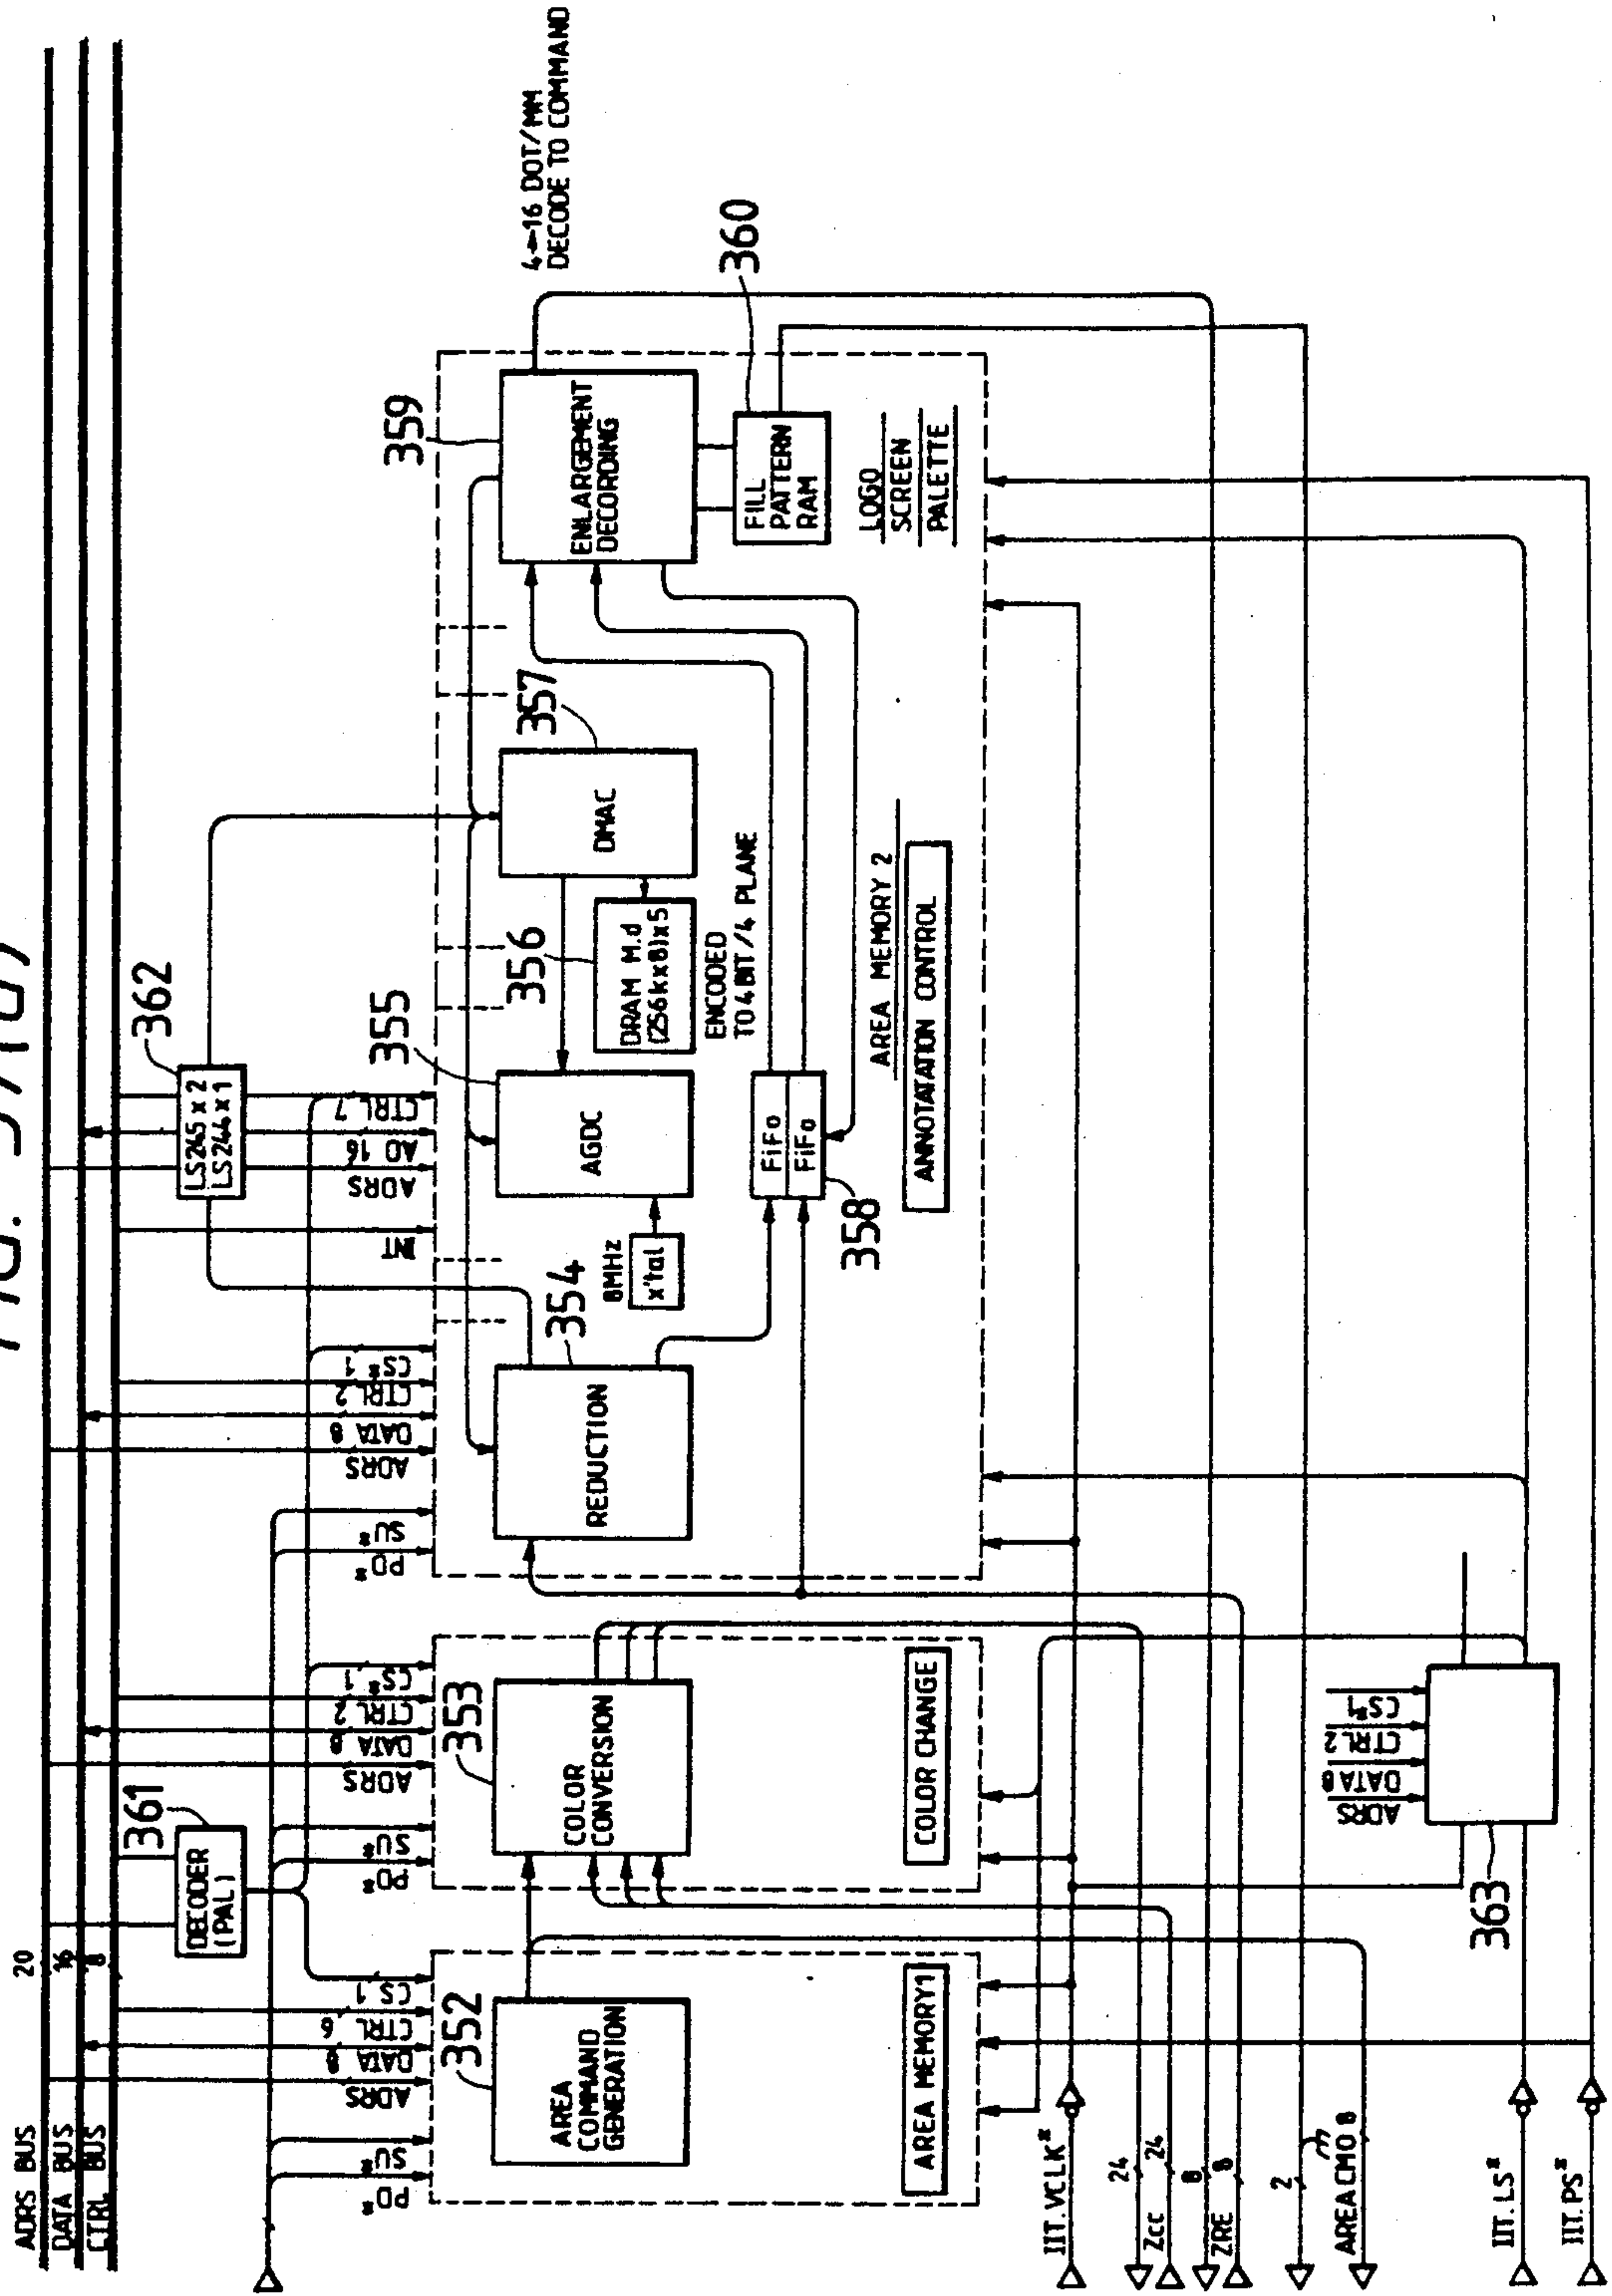 ADRS BUS 20
DATA BUS 16
CTRL BUS 8
DECODER
(PAL)
361
LS245 x 2
LS244 x 1
362
PO*
SU*
ADRS
DATA 8
CTRL 6
CS 1
PO*
SU*
ADRS
DATA 8
CTRL 2
CS* 1
PO*
SU*
ADRS
DATA 8
CTRL 2
CS* 1
INT
ADRS
AD 16
CTRL 7
352
AREA
COMMAND
GENERATION
AREA MEMORY1
353
COLOR
CONVERSION
COLOR CHANGE
354
REDUCTION
8MHz
x'tal
355
AGDC
356
DRAM M.d
(256k x 8) x 5
ENCODED
TO 4 BIT / 4 PLANE
357
DMAC
FiFo
FiFo
358
AREA MEMORY 2
ANNOTATATION CONTROL
359
ENLARGEMENT
DECORDING
4→16 DOT/MM
DECODE TO COMMAND
360
FILL
PATTERN
RAM
LOGO
SCREEN
PALETTE
IIT.VCLK*
24
Zcc 24
8
ZRE 8
2
AREA CMD 8
IIT.LS*
IIT.PS*
ADRS
DATA 8
CTRL 2
CS* 1
363